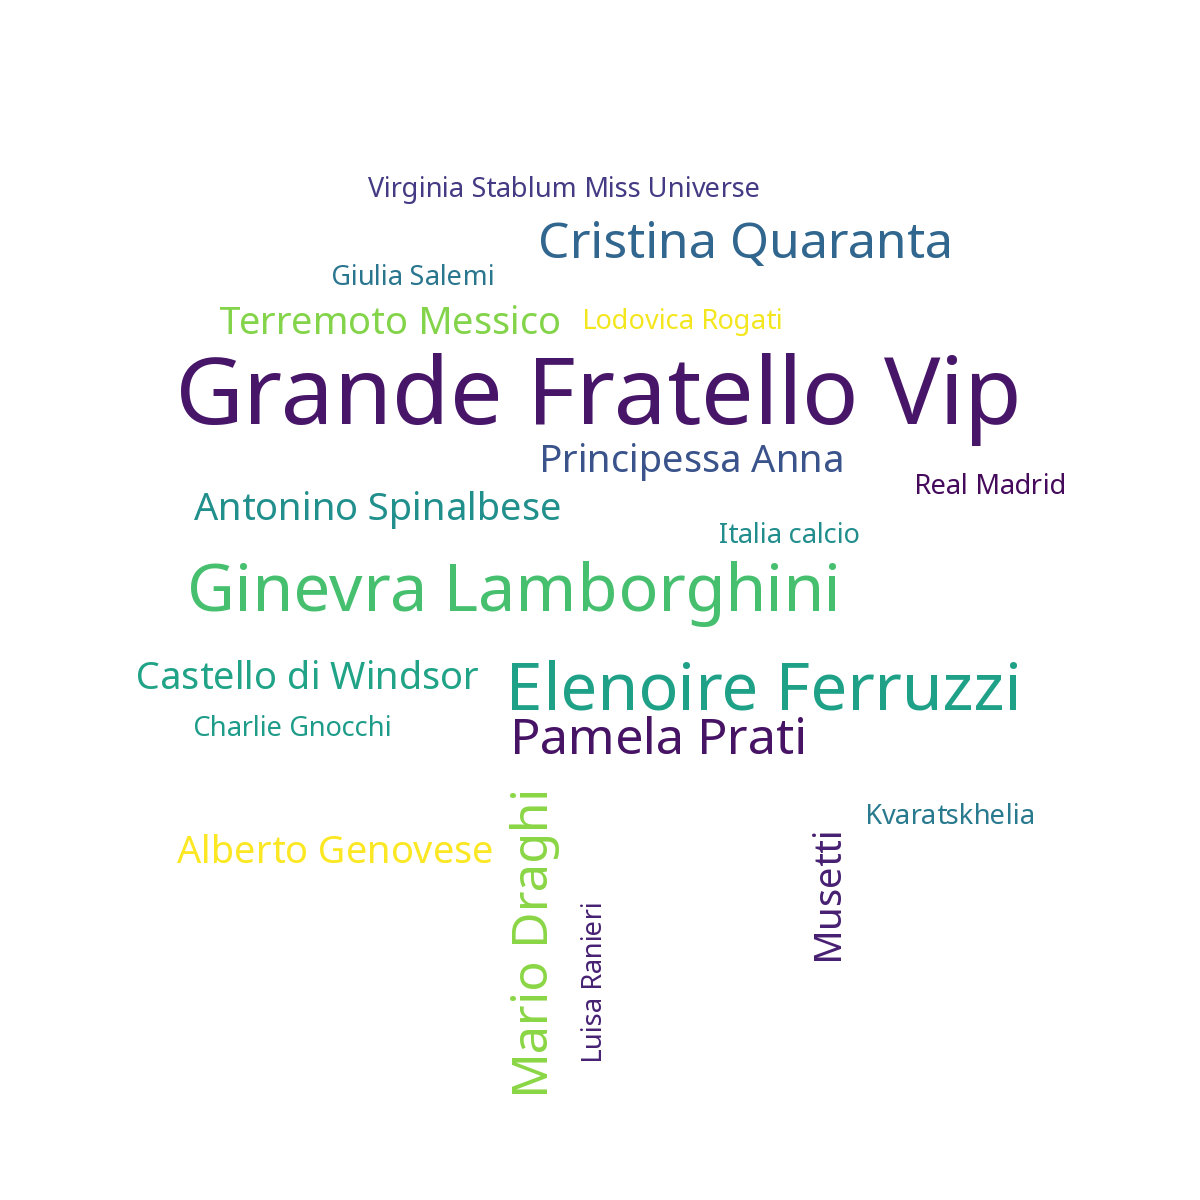 Virginia Stablum Miss Universe
Cristina Quaranta
Giulia Salemi
Terremoto Messico
Lodovica Rogati
Grande Fratello Vip
Principessa Anna
Real Madrid
Antonino Spinalbese
Italia calcio
Ginevra Lamborghini
Castello di Windsor
Elenoire Ferruzzi
Charlie Gnocchi
Pamela Prati
Mario Draghi
Kvaratskhelia
Alberto Genovese
Musetti
Luisa Ranieri